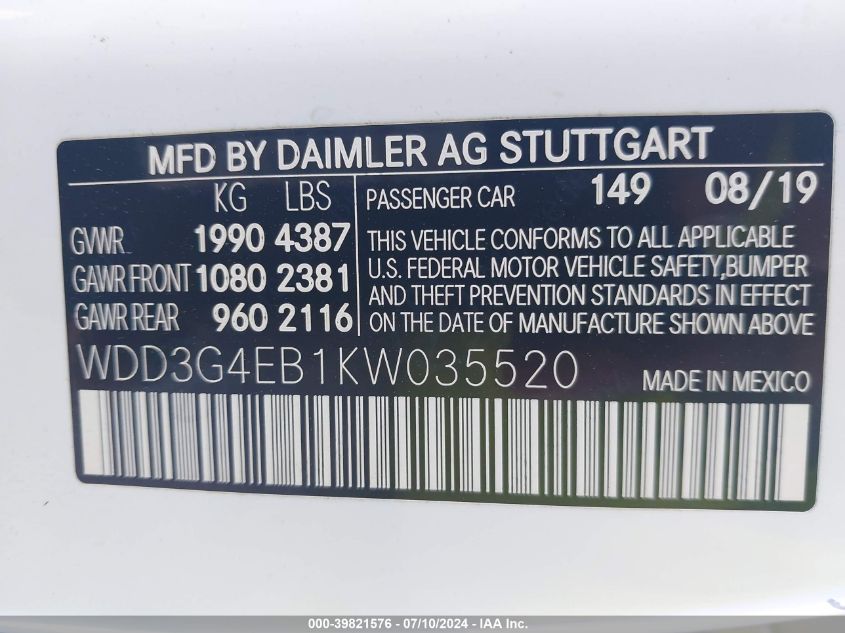 MFD BY DAIMLER AG STUTTGART
KG LBS
GVWR 1990 4387
GAWR FRONT 1080 2381
GAWR REAR 960 2116
PASSENGER CAR 149 08/19
THIS VEHICLE CONFORMS TO ALL APPLICABLE
U.S. FEDERAL MOTOR VEHICLE SAFETY,BUMPER
AND THEFT PREVENTION STANDARDS IN EFFECT
ON THE DATE OF MANUFACTURE SHOWN ABOVE
WDD3G4EB1KW035520 MADE IN MEXICO
000-39821576 - 07/10/2024 - IAA Inc.